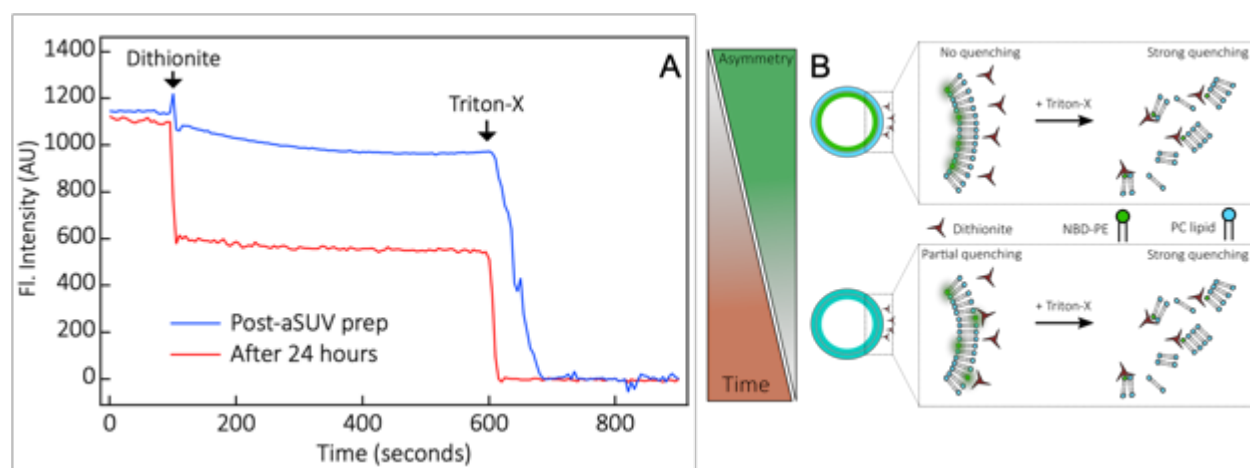 A
1400
1200
1000
800
600
400
200
0
Fl. Intensity (AU)
Dithionite
Triton-X
Post-aSUV prep
After 24 hours
0 200 400 600 800
Time (seconds)
Asymmetry
Time
B
No quenching
Strong quenching
+ Triton-X
Dithionite
NBD-PE
PC lipid
Partial quenching
Strong quenching
+ Triton-X